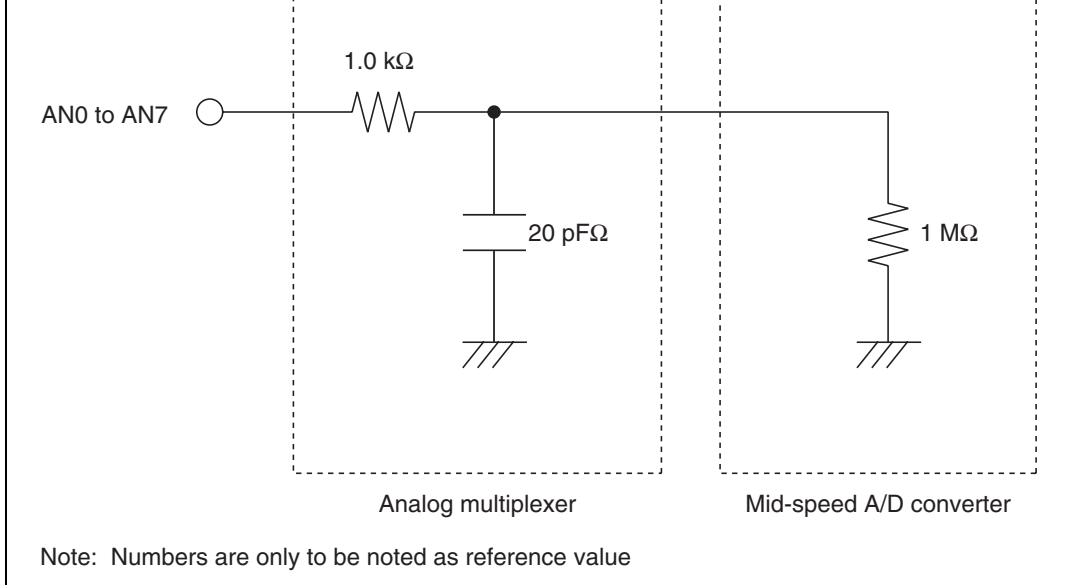 1.0 kΩ
AN0 to AN7
20 pFΩ
1 MΩ
Analog multiplexer
Mid-speed A/D converter
Note: Numbers are only to be noted as reference value